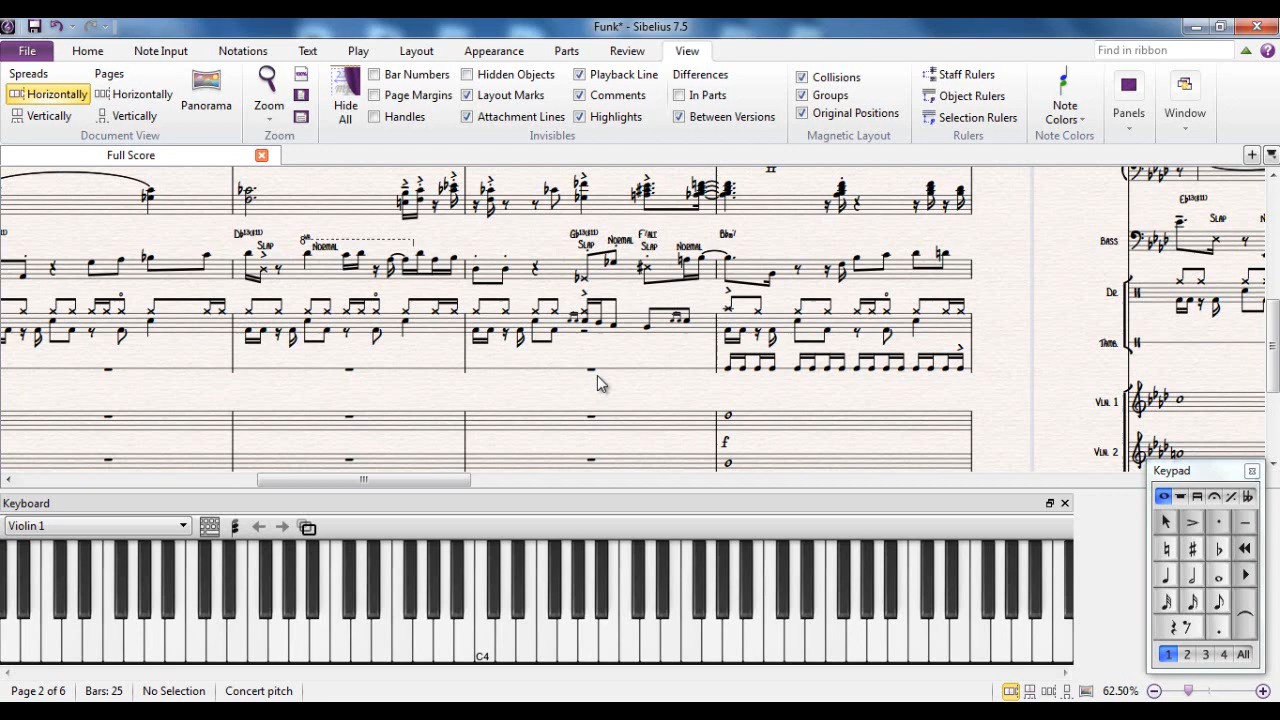 Funk* - Sibelius 7.5
File Home Note Input Notations Text Play Layout Appearance Parts Review View Find in ribbon
Spreads Pages Bar Numbers Hidden Objects Playback Line Differences Collisions Staff Rulers
Horizontally Horizontally Page Margins Layout Marks Comments In Parts Groups Object Rulers
Vertically Vertically Panorama Zoom Hide All Handles Attachment Lines Highlights Between Versions Original Positions Selection Rulers Note Colors Panels Window
Document View Zoom Invisibles Magnetic Layout Rulers Note Colors
Full Score
ff
Slap Normal Slap Normal Slap Normal B♭m7 Slap
F7alt
Bass
Dr.
Tamb.
Vln. 1
f
Vln. 2
Keypad
Keyboard
Violin 1
C4
1 2 3 4 All
Page 2 of 6 Bars: 25 No Selection Concert pitch 62.50%